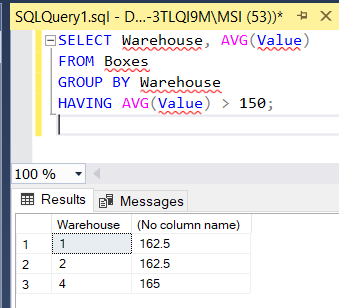 SQLQuery1.sql - D...-3TLQI9M\MSI (53))*
SELECT Warehouse, AVG(Value)
FROM Boxes
GROUP BY Warehouse
HAVING AVG(Value) > 150;
100 %
Results Messages
Warehouse (No column name)
1 1 162.5
2 2 162.5
3 4 165